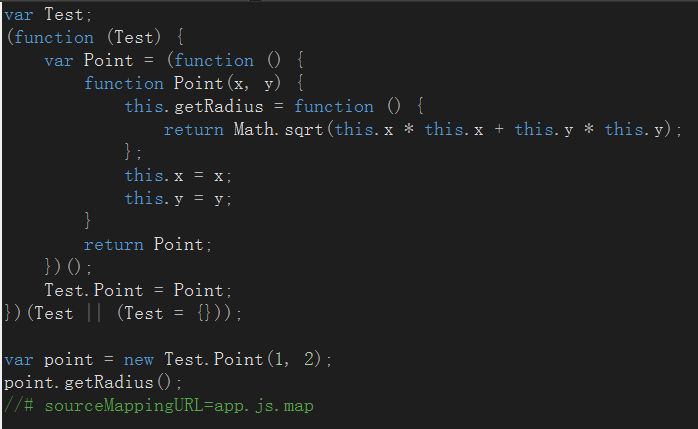 var Test;
(function (Test) {
    var Point = (function () {
        function Point(x, y) {
            this.getRadius = function () {
                return Math.sqrt(this.x * this.x + this.y * this.y);
            };
            this.x = x;
            this.y = y;
        }
        return Point;
    })();
    Test.Point = Point;
})(Test || (Test = {}));

var point = new Test.Point(1, 2);
point.getRadius();
//# sourceMappingURL=app.js.map